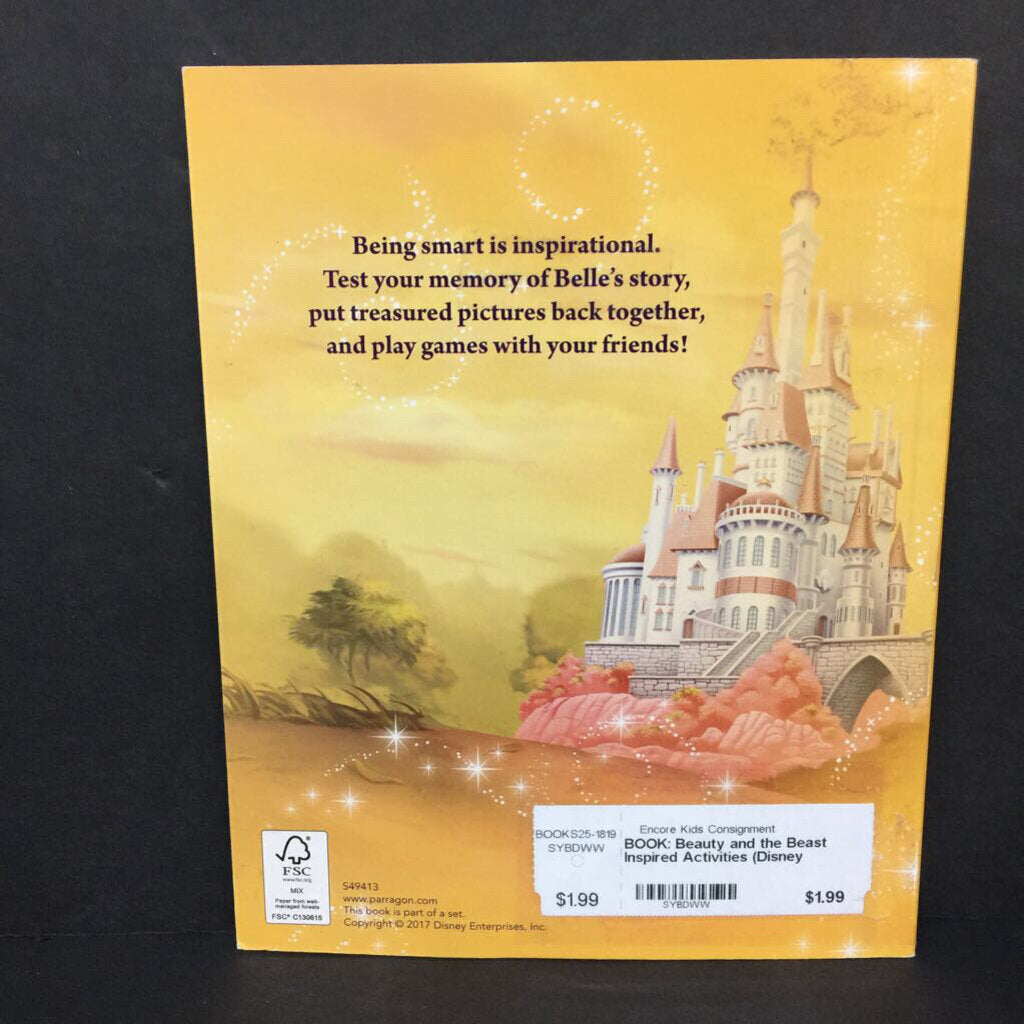 Being smart is inspirational.
Test your memory of Belle's story,
put treasured pictures back together,
and play games with your friends!
BOOKS25-1819
SYBDWW
$1.99
Encore Kids Consignment
BOOK: Beauty and the Beast
Inspired Activities (Disney
SYBDWW
$1.99
FSC
www.fsc.org
MIX
Paper from well-
managed forests
FSC® C130615
S49413
www.parragon.com
This book is part of a set.
Copyright © 2017 Disney Enterprises, Inc.